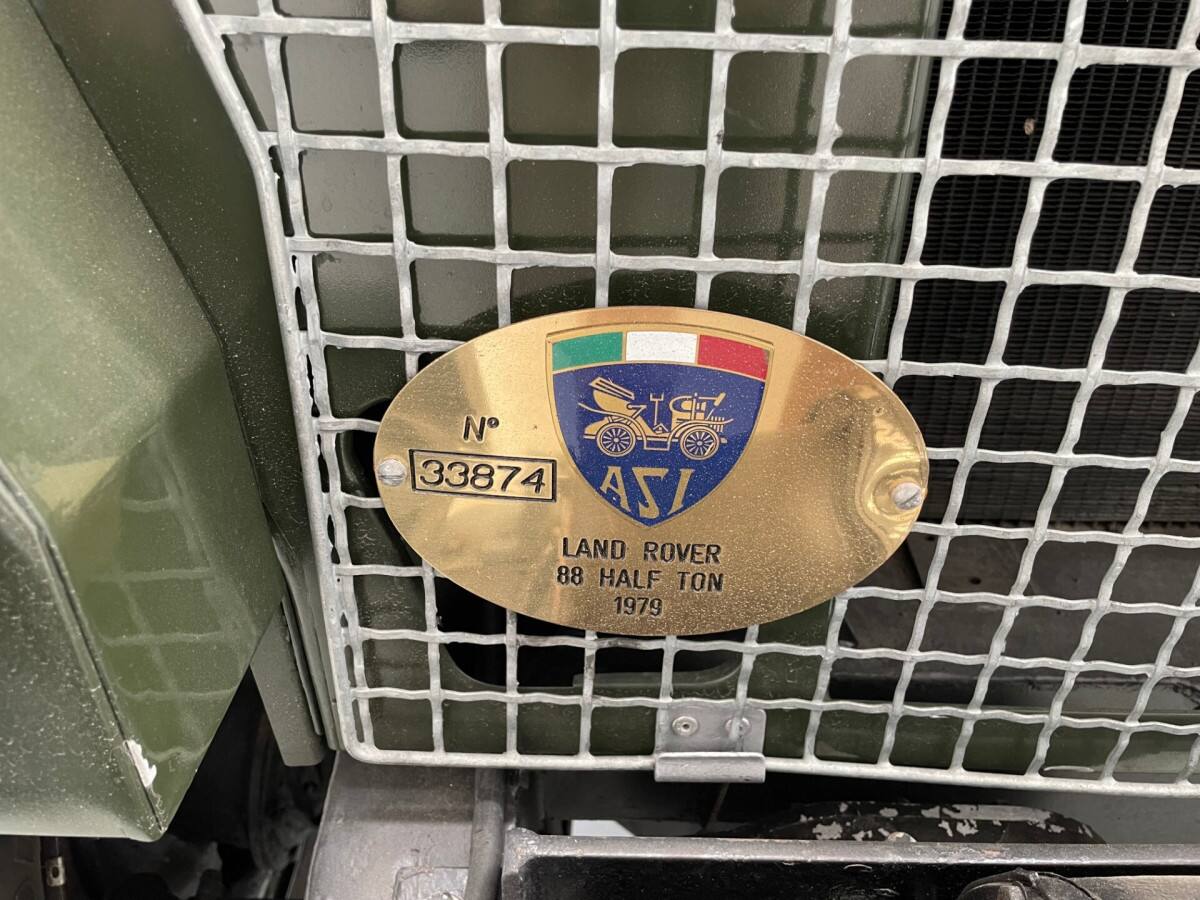 N°
33874
ASI
LAND ROVER
88 HALF TON
1979